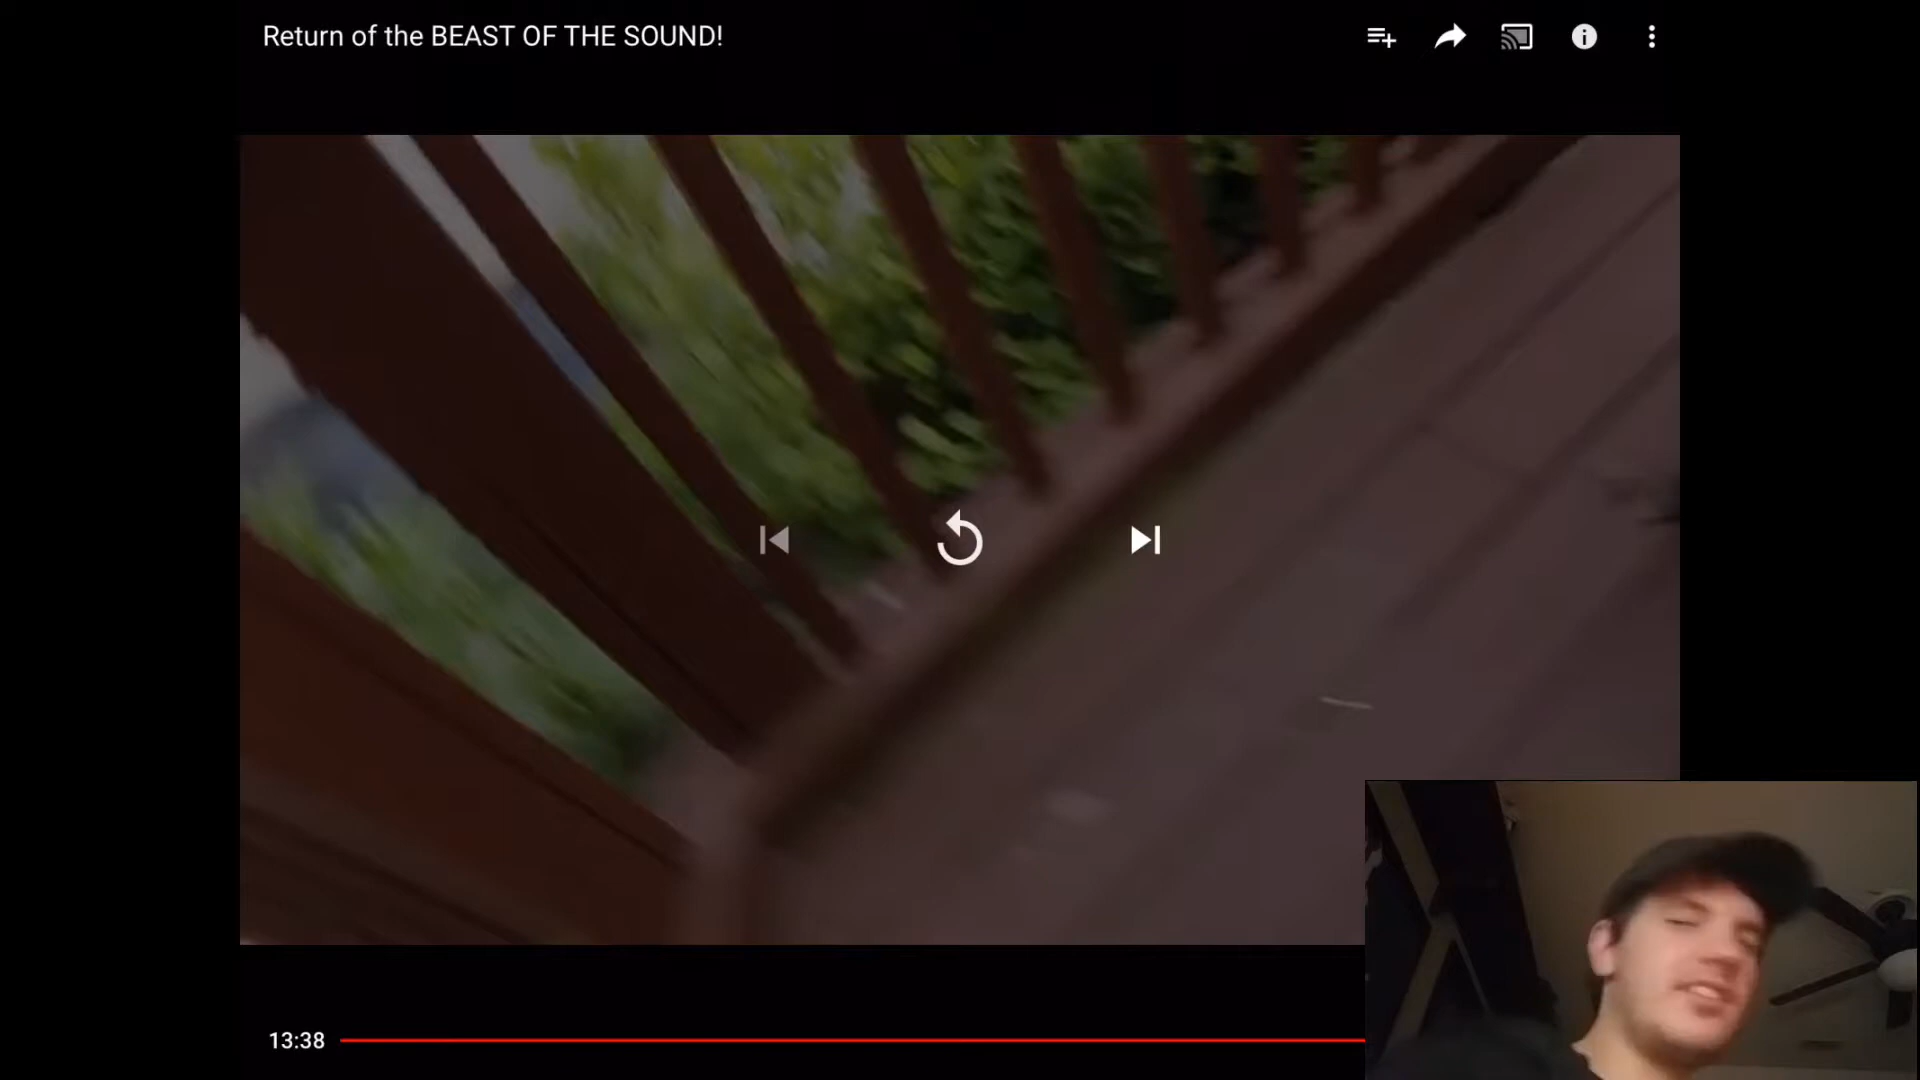 Return of the BEAST OF THE SOUND!
13:38